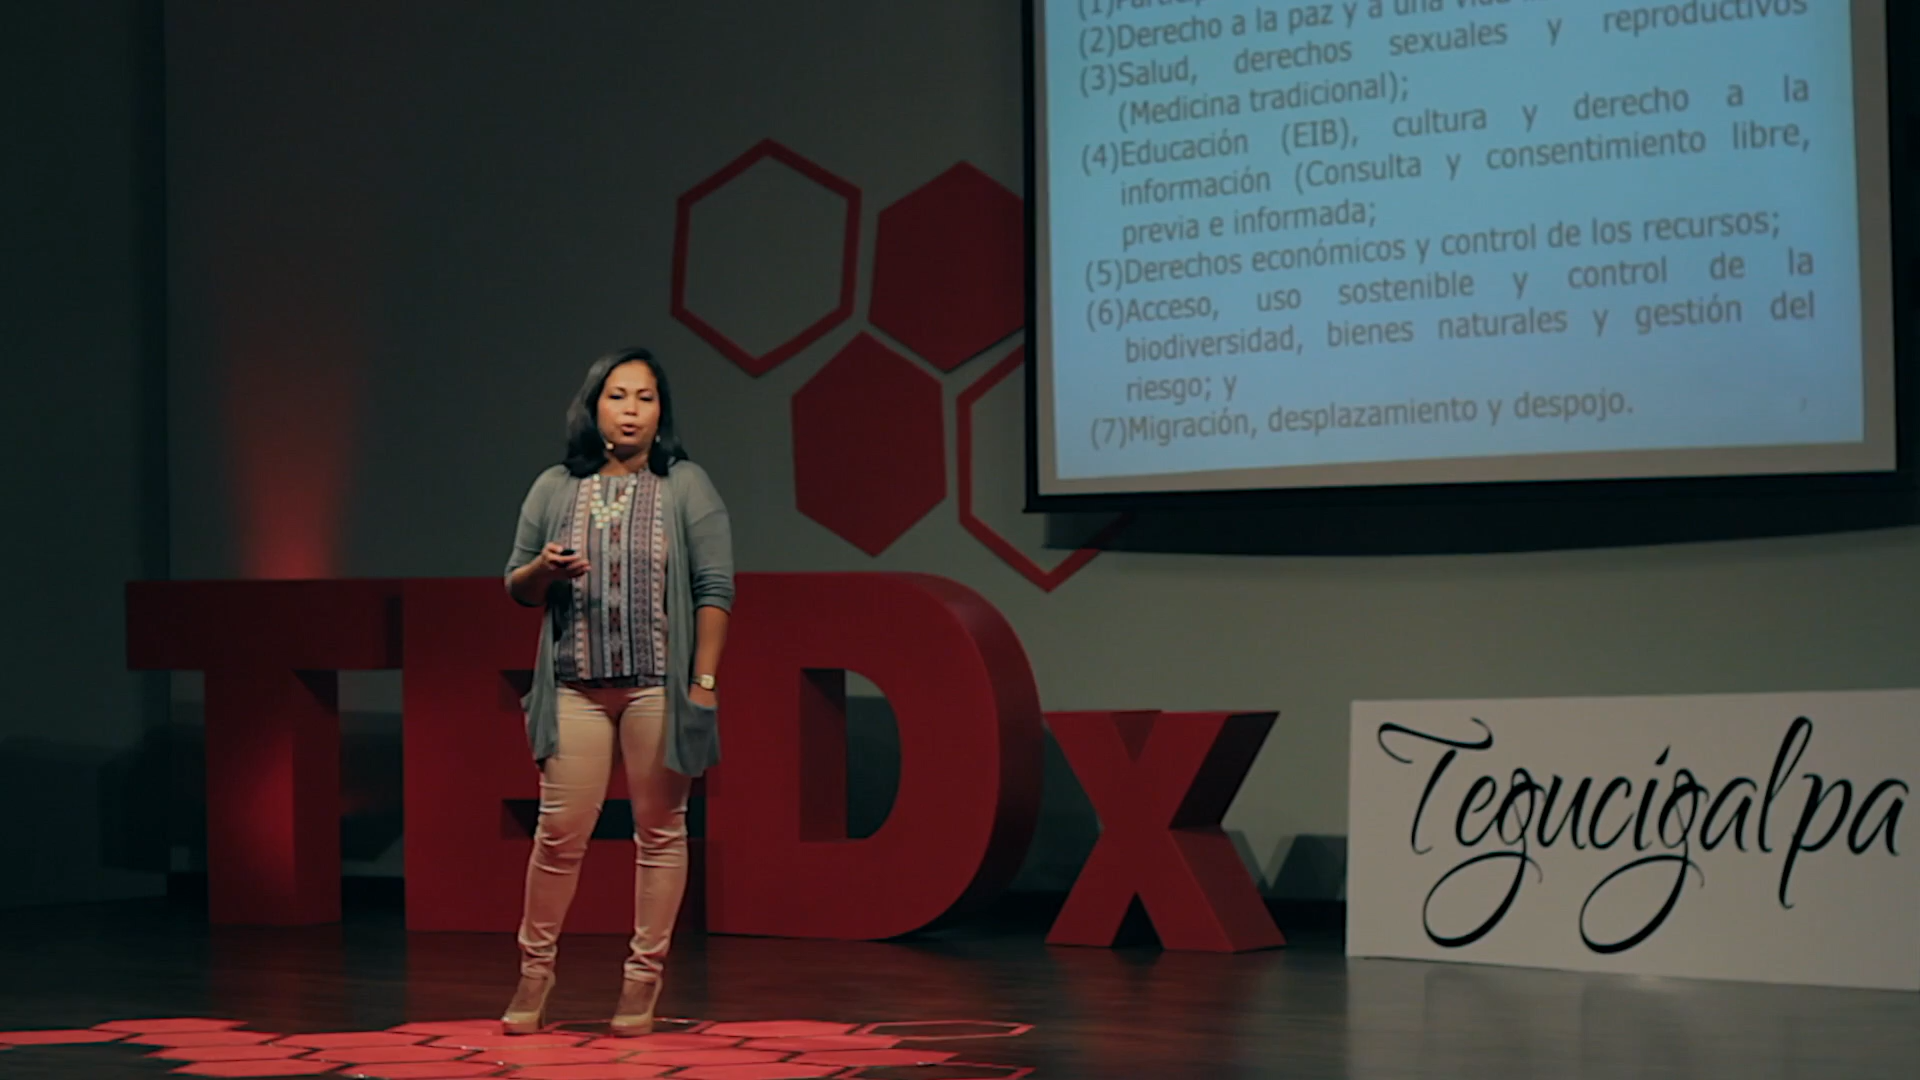 (2)Derecho a la paz y a una vida
(3)Salud, derechos sexuales y reproductivos
(Medicina tradicional);
(4)Educación (EIB), cultura y derecho a la
información (Consulta y consentimiento libre,
previa e informada;
(5)Derechos económicos y control de los recursos;
(6)Acceso, uso sostenible y control de la
biodiversidad, bienes naturales y gestión del
riesgo; y
(7)Migración, desplazamiento y despojo.
TEDx
Tegucigalpa